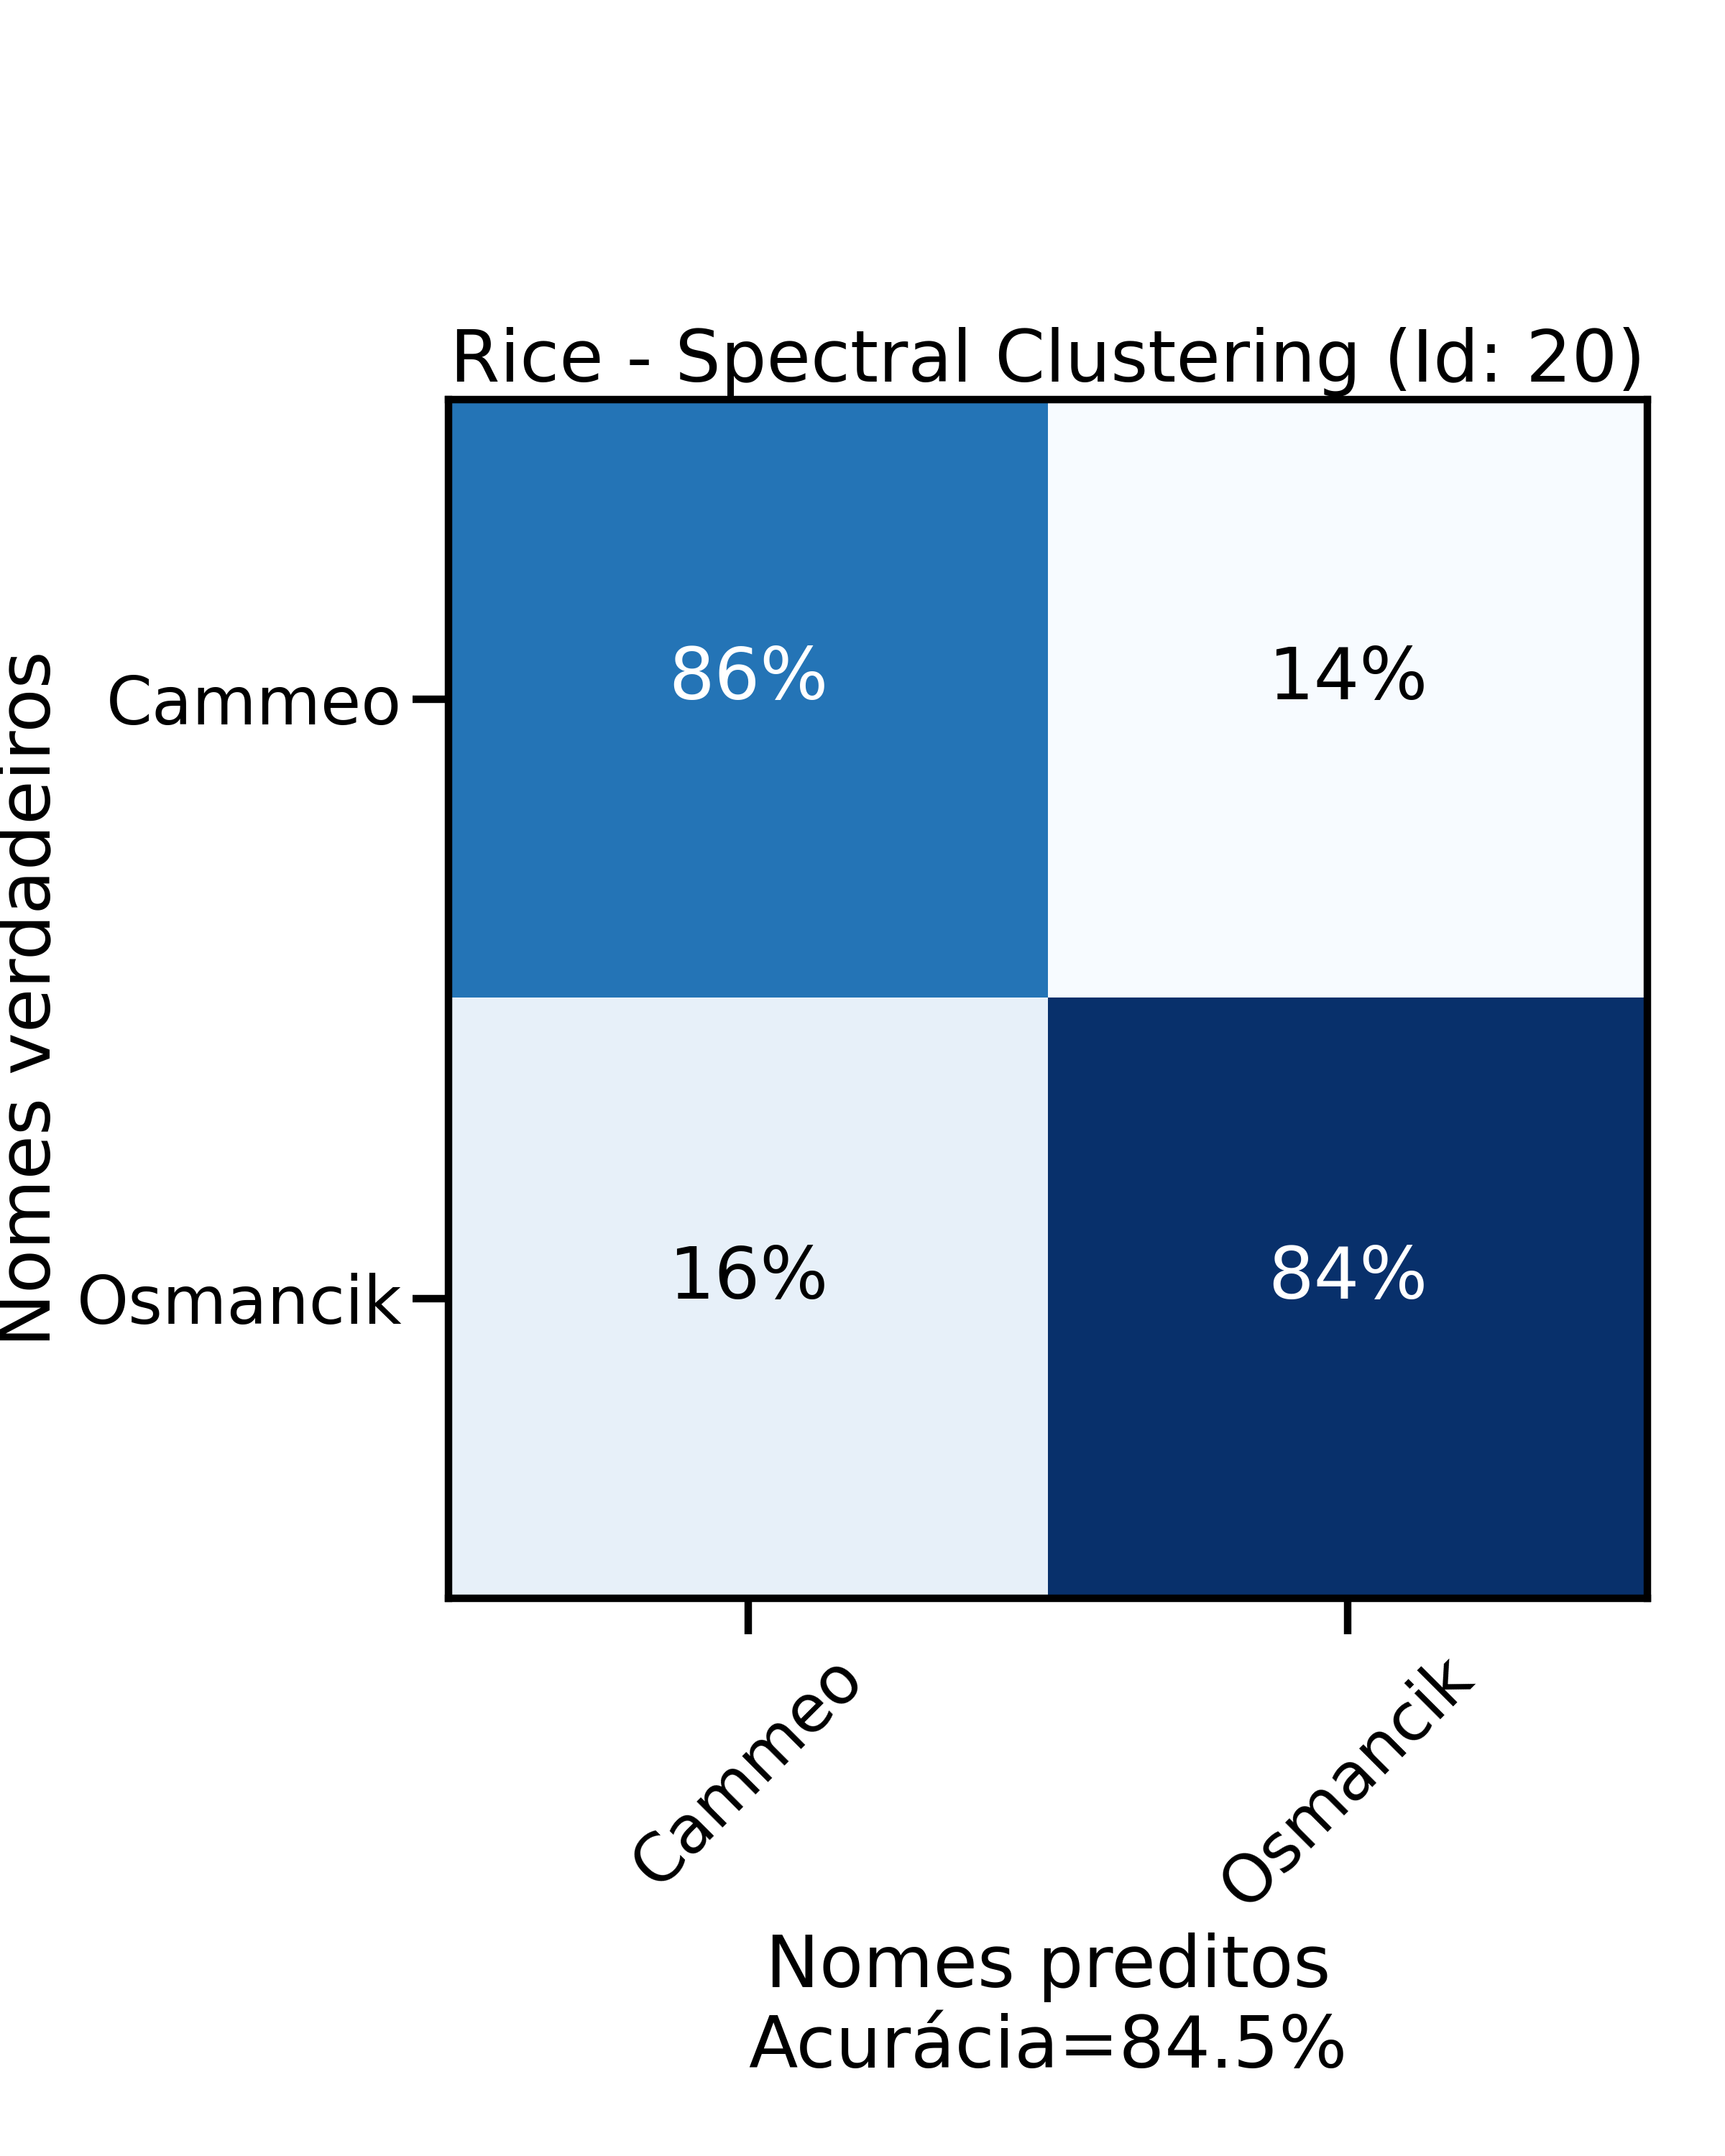 Rice - Spectral Clustering (Id: 20)
Nomes verdadeiros
Cammeo
86%
14%
Osmancik
16%
84%
Cammeo
Osmancik
Nomes preditos
Acurácia=84.5%